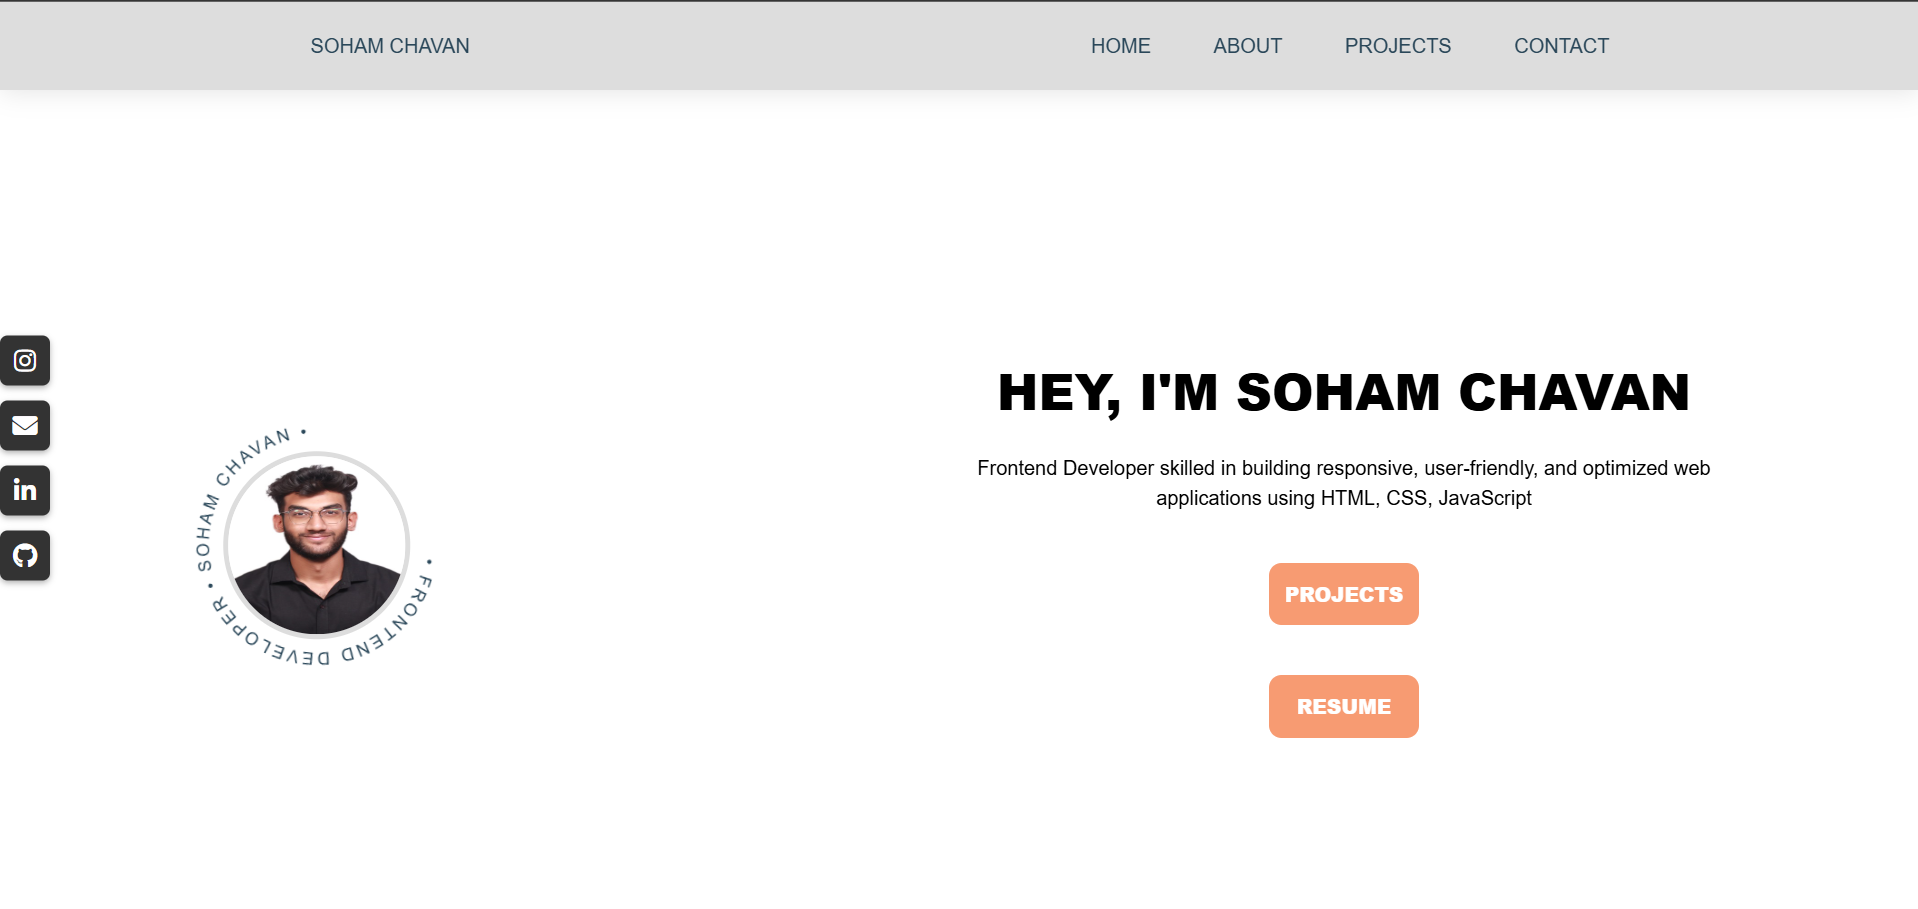 SOHAM CHAVAN
HOME
ABOUT
PROJECTS
CONTACT
in
• SOHAM CHAVAN •
• FRONTEND DEVELOPER
HEY, I'M SOHAM CHAVAN
Frontend Developer skilled in building responsive, user-friendly, and optimized web
applications using HTML, CSS, JavaScript
PROJECTS
RESUME